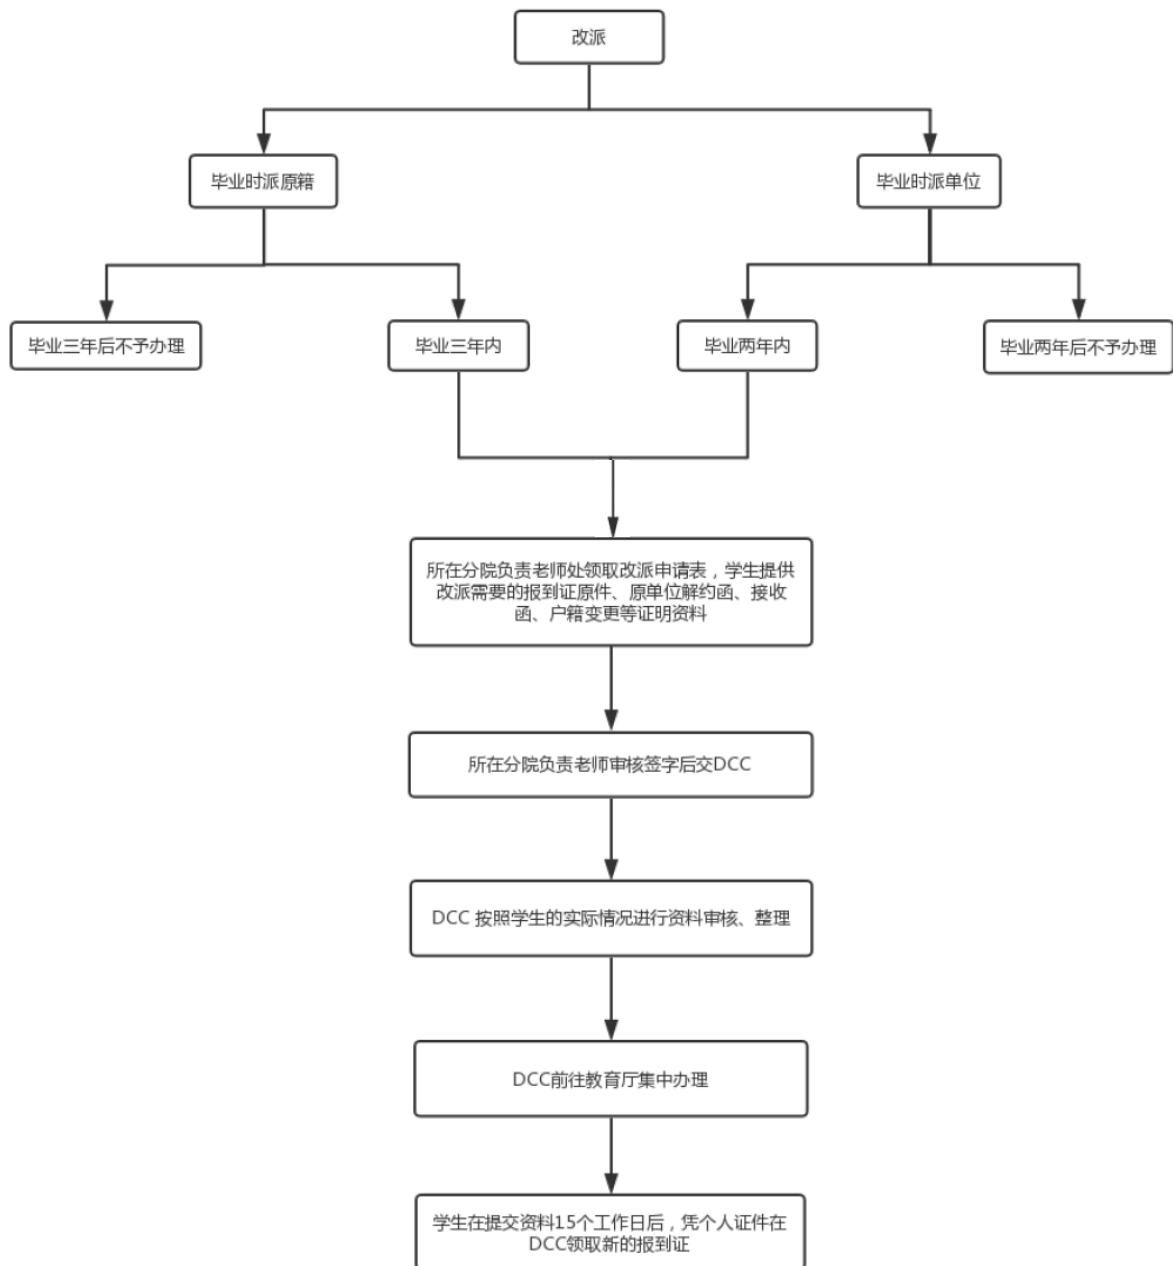 改派
毕业时派原籍
毕业时派单位
毕业三年后不予办理
毕业三年内
毕业两年内
毕业两年后不予办理
所在分院负责老师处领取改派申请表，学生提供
改派需要的报到证原件、原单位解约函、接收
函、户籍变更等证明资料
所在分院负责老师审核签字后交DCC
DCC 按照学生的实际情况进行资料审核、整理
DCC前往教育厅集中办理
学生在提交资料15个工作日后，凭个人证件在
DCC领取新的报到证